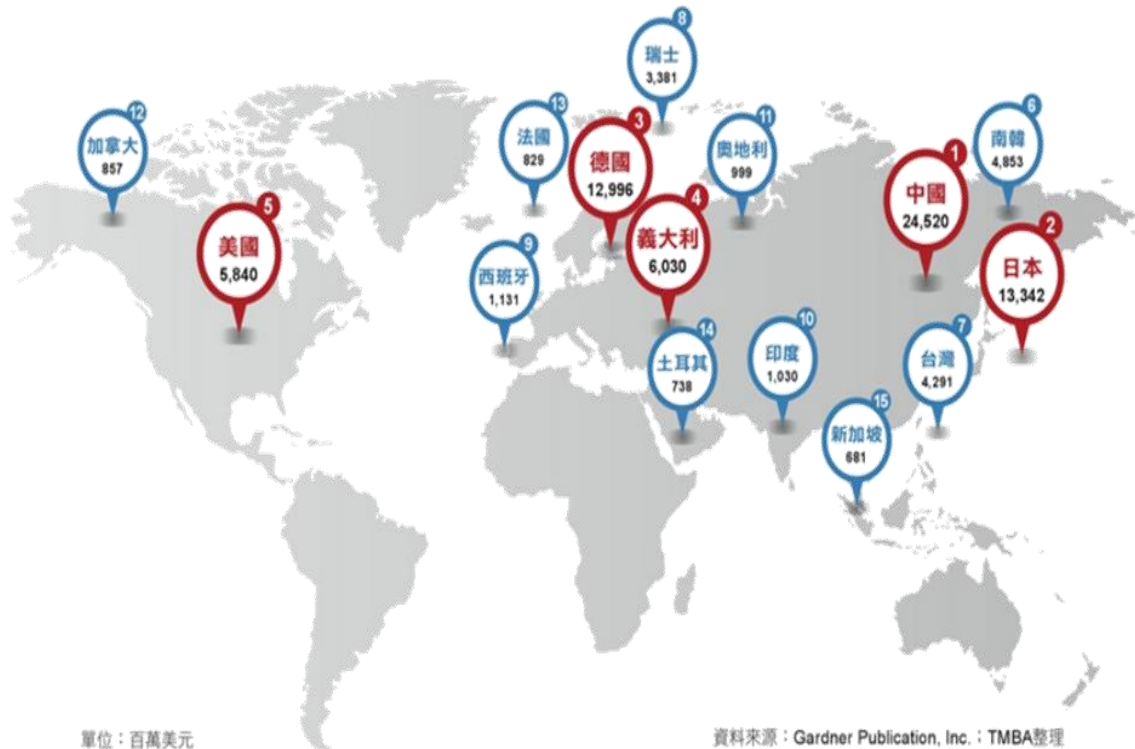 8
瑞士
3,381
12
加拿大
857
13
法國
829
3
德國
12,996
11
奧地利
999
1
中國
24,520
6
南韓
4,853
5
美國
5,840
4
義大利
6,030
2
日本
13,342
9
西班牙
1,131
14
土耳其
738
10
印度
1,030
7
台灣
4,291
15
新加坡
681
單位：百萬美元
資料來源：Gardner Publication, Inc.；TMBA整理